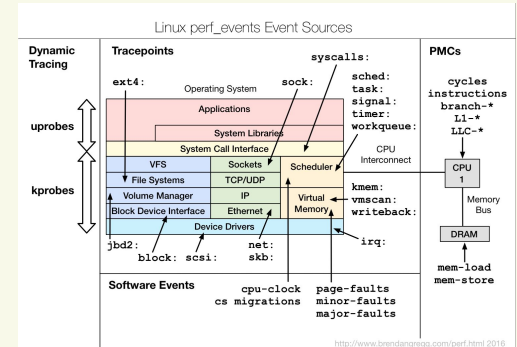 Linux perf_events Event Sources
Dynamic
Tracing
Tracepoints
PMCs
syscalls:
ext4:
Operating System
sock:
sched:
task:
signal:
timer:
workqueue:
cycles
instructions
branch-*
L1-*
LLC-*
uprobes
Applications
System Libraries
System Call Interface
CPU
Interconnect
kprobes
VFS
Sockets
Scheduler
File Systems
TCP/UDP
Volume Manager
IP
Virtual
Memory
Block Device Interface
Ethernet
Device Drivers
CPU
1
Memory
Bus
DRAM
kmem:
vmscan:
writeback:
jbd2:
block:
scsi:
net:
skb:
irq:
mem-load
mem-store
Software Events
cpu-clock
cs migrations
page-faults
minor-faults
major-faults
http://www.brendangregg.com/perf.html 2016